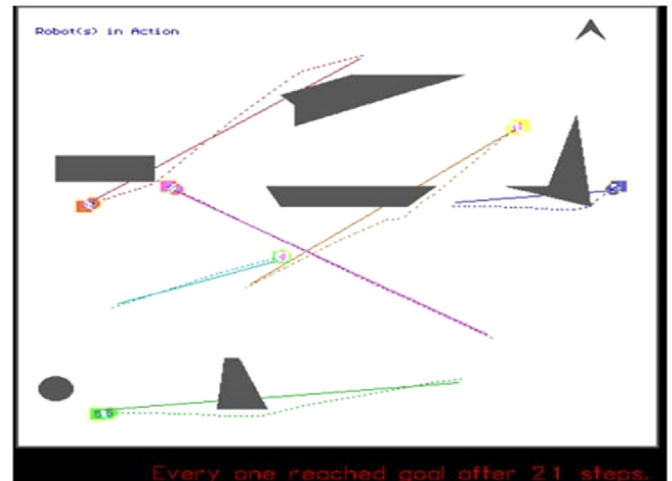 Robot(s) in Action
Every one reached goal after 21 steps.